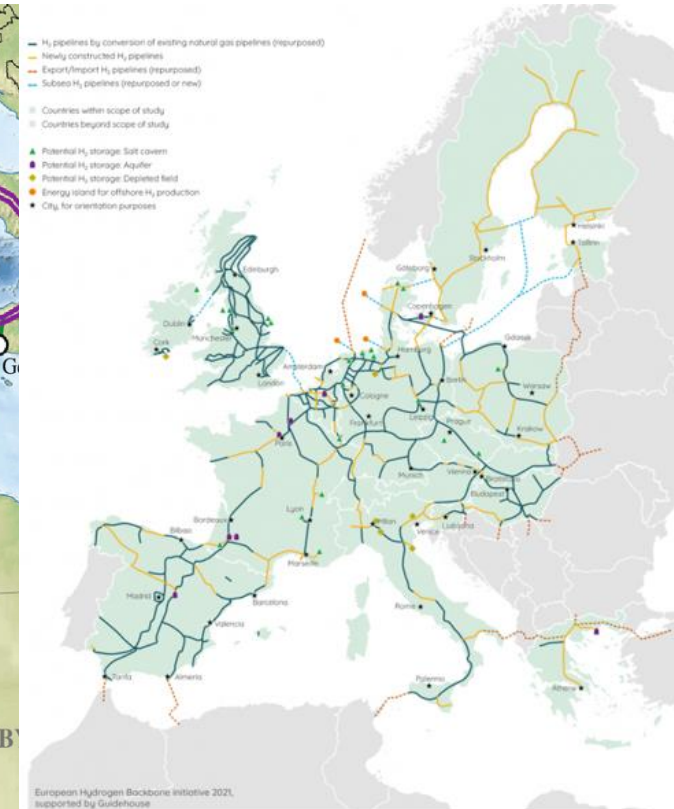 H₂ pipelines by conversion of existing natural gas pipelines (repurposed)
Newly constructed H₂ pipelines
Export/Import H₂ pipelines (repurposed)
Subsea H₂ pipelines (repurposed or new)
Countries within scope of study
Countries beyond scope of study
Potential H₂ storage: Salt cavern
Potential H₂ storage: Aquifer
Potential H₂ storage: Depleted field
Energy island for offshore H₂ production
City, for orientation purposes
Helsinki
Tallinn
Stockholm
Göteborg
Edinburgh
Copenhagen
Dublin
Manchester
Cork
Gdansk
Hamburg
Amsterdam
London
Berlin
Warsaw
Cologne
Leipzig
Frankfurt
Prague
Krakow
Paris
Munich
Vienna
Bratislava
Budapest
Bordeaux
Lyon
Milan
Venice
Ljubljana
Bilbao
Marseille
Madrid
Barcelona
Rome
Valencia
Palermo
Athens
Tarifa
Almeria
European Hydrogen Backbone initiative 2021,
supported by Guidehouse